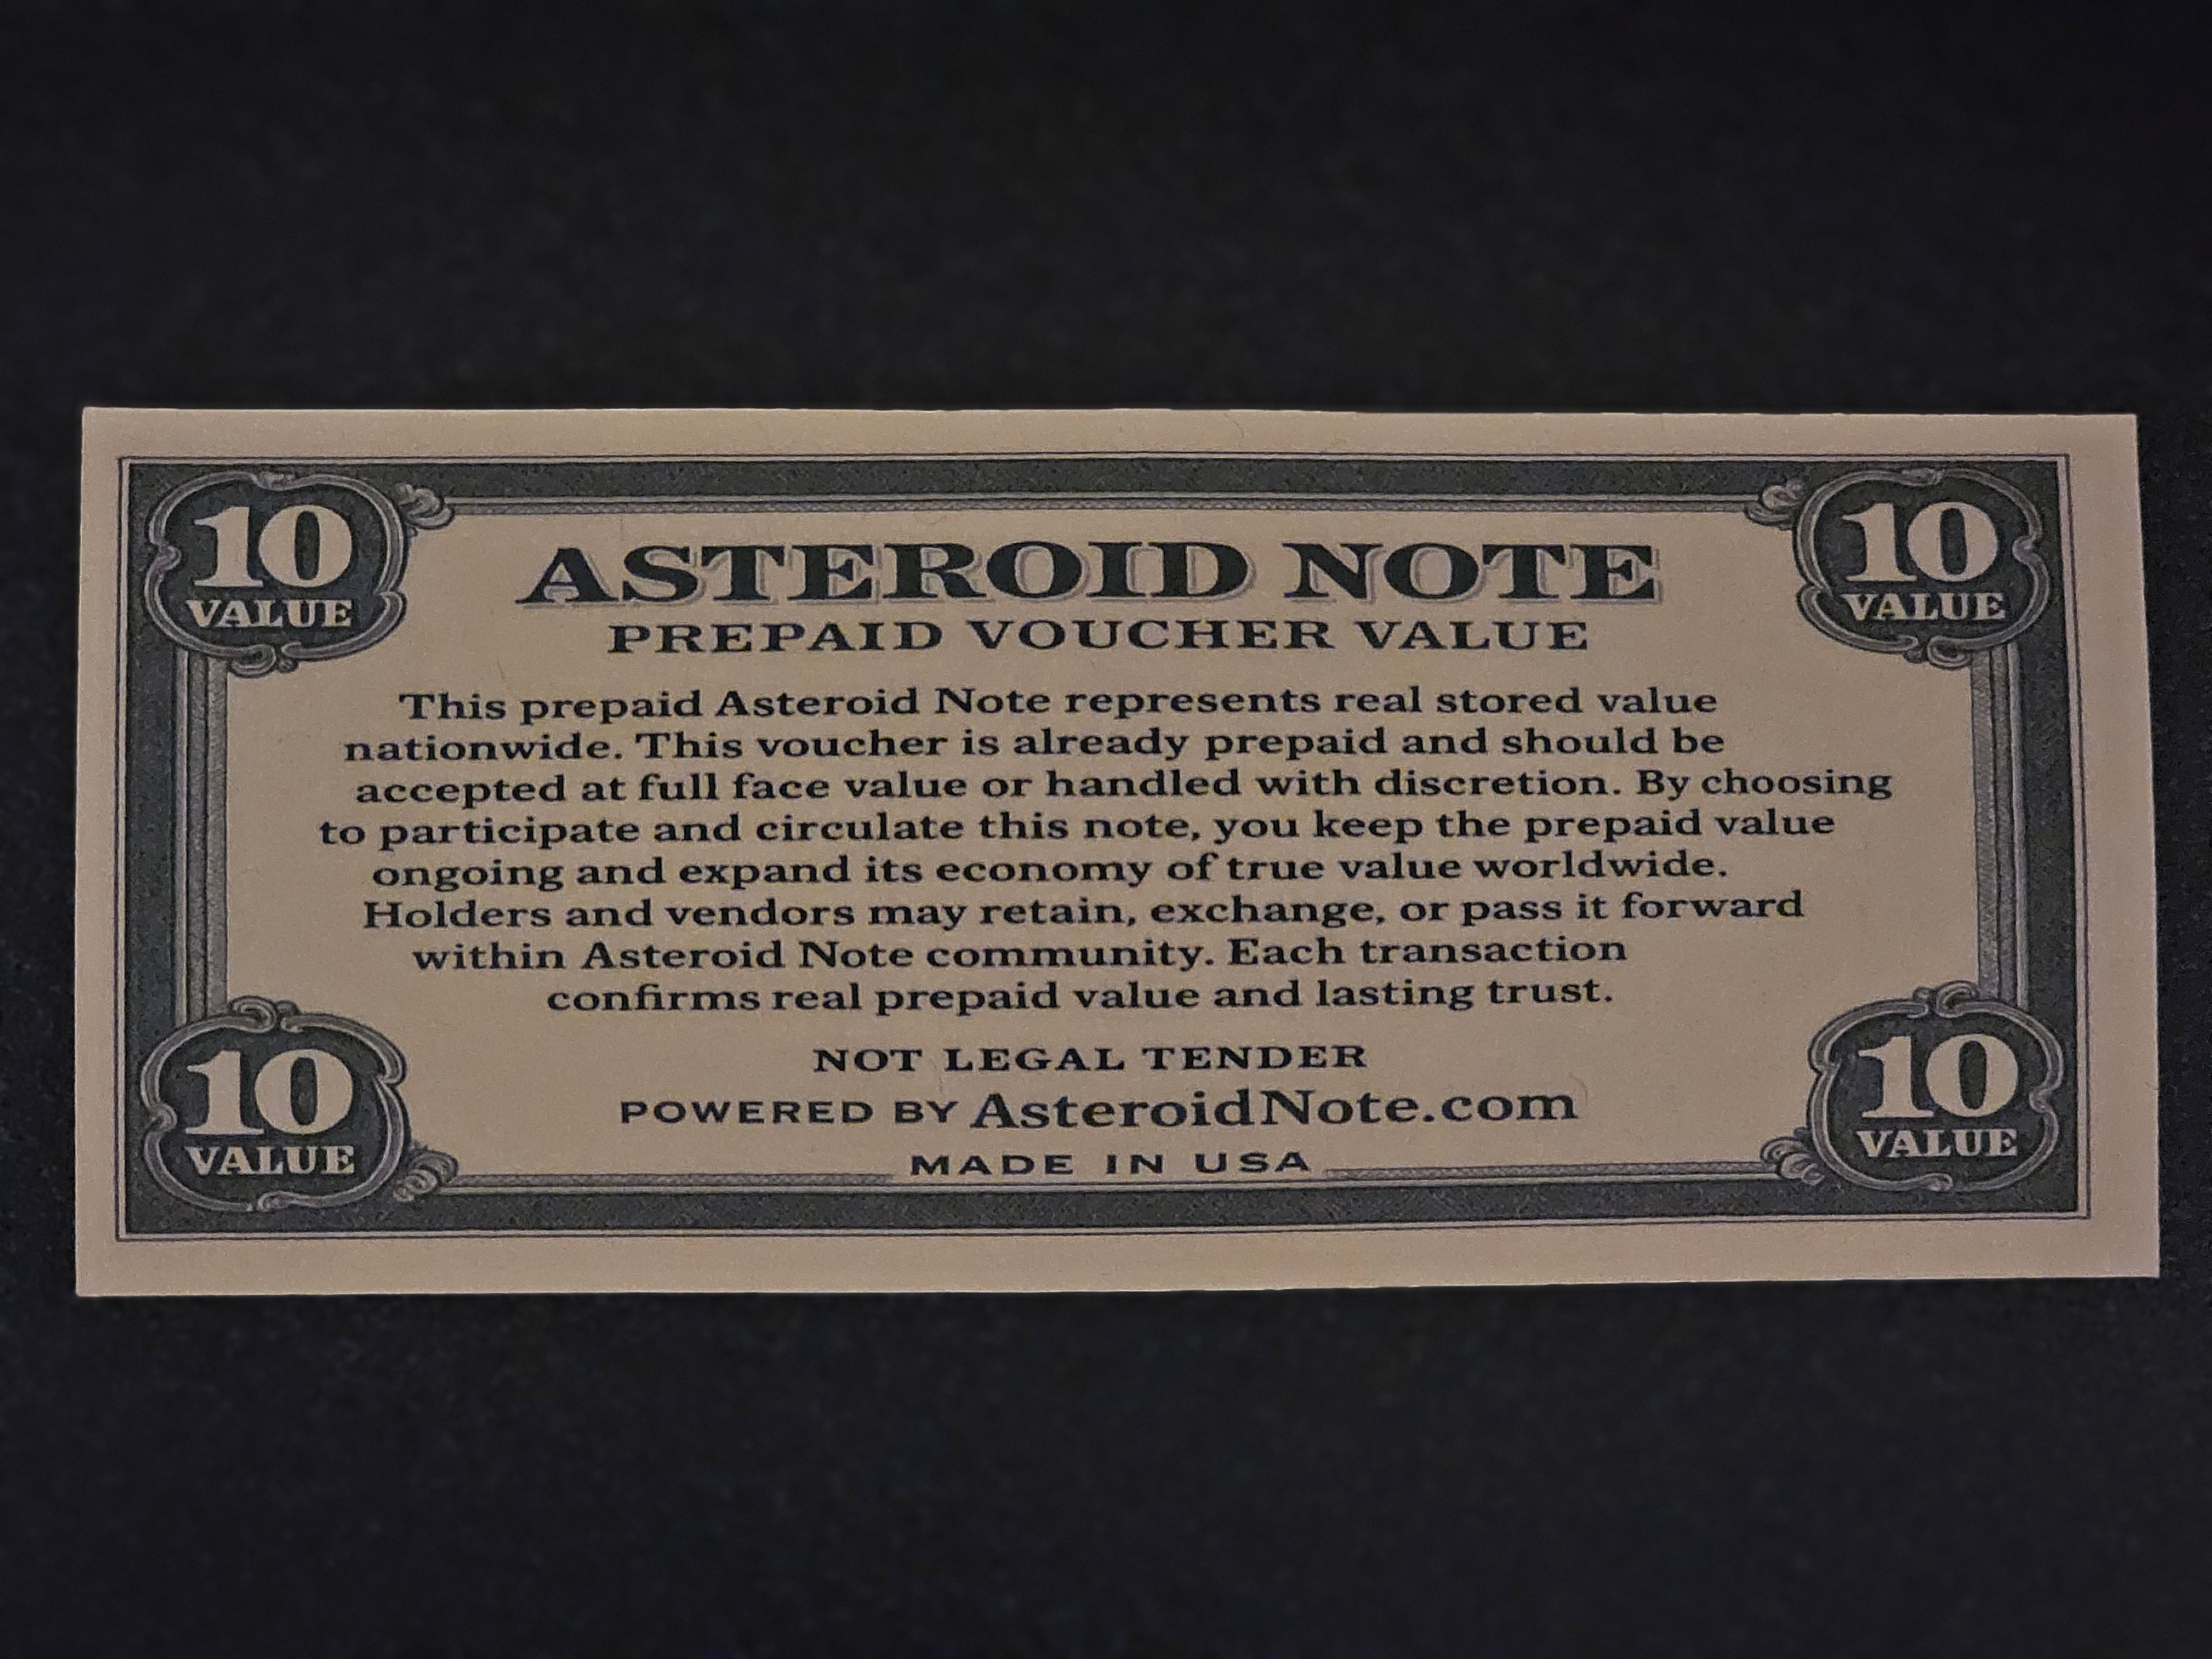 10 VALUE
10 VALUE
ASTEROID NOTE
PREPAID VOUCHER VALUE
This prepaid Asteroid Note represents real stored value
nationwide. This voucher is already prepaid and should be
accepted at full face value or handled with discretion. By choosing
to participate and circulate this note, you keep the prepaid value
ongoing and expand its economy of true value worldwide.
Holders and vendors may retain, exchange, or pass it forward
within Asteroid Note community. Each transaction
confirms real prepaid value and lasting trust.
NOT LEGAL TENDER
POWERED BY AsteroidNote.com
MADE IN USA
10 VALUE
10 VALUE